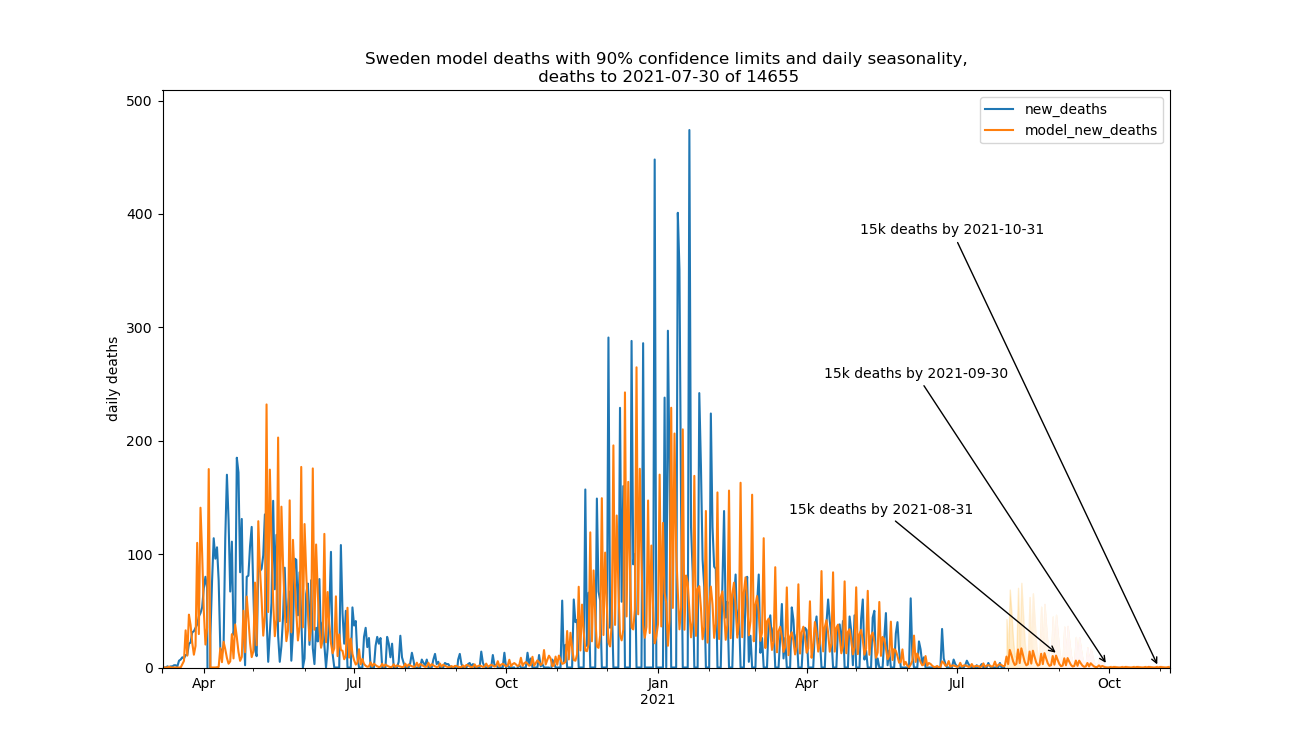 Sweden model deaths with 90% confidence limits and daily seasonality,
deaths to 2021-07-30 of 14655
new_deaths
model_new_deaths
500
400
300
200
100
0
daily deaths
15k deaths by 2021-10-31
15k deaths by 2021-09-30
15k deaths by 2021-08-31
Apr
Jul
Oct
Jan
2021
Apr
Jul
Oct